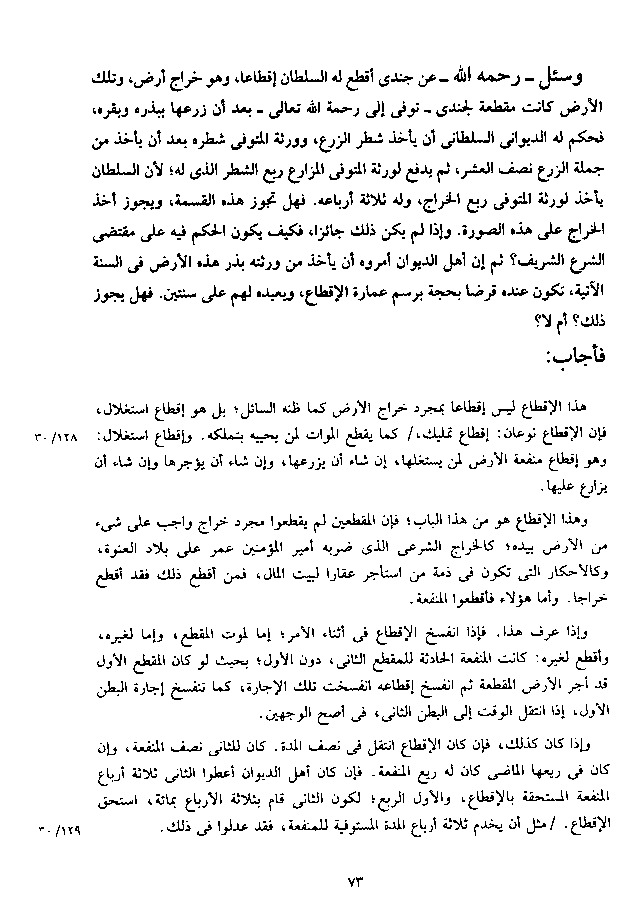 وسئل ــ رحمه الله ــ عن جندى أقطع له السلطان إقطاعا، وهو خراج أرض، وتلك
الأرض كانت مقطعة لجندى ــ توفى إلى رحمة الله تعالى ــ بعد أن زرعها ببذره وبقره،
فحكم له الديوانى السلطانى أن يأخذ شطر الزرع، وورثة المتوفى شطره بعد أن يأخذ من
جملة الزرع نصف العشر، ثم يدفع لورثة المتوفى المزارع ربع الشطر الذى له؛ لأن السلطان
يأخذ لورثة المتوفى ربع الخراج، وله ثلاثة أرباعه. فهل تجوز هذه القسمة، ويجوز أخذ
الخراج على هذه الصورة. وإذا لم يكن ذلك جائزا، فكيف يكون الحكم فيه على مقتضى
الشرع الشريف؟ ثم إن أهل الديوان أمروه أن يأخذ من ورثته بذر هذه الأرض فى السنة
الآتية، تكون عنده قرضا بحجة برسم عمارة الإقطاع، ويعيده لهم على سنتين. فهل يجوز
ذلك؟ أم لا؟
فأجاب:
هذا الإقطاع ليس إقطاعا بمجرد خراج الأرض كما ظنه السائل؛ بل هو إقطاع استغلال،
فإن الإقطاع نوعان: إقطاع تمليك،/ كما يقطع الموات لمن يحييه بتملكه. وإقطاع استغلال: ٣٠/١٢٨
وهو إقطاع منفعة الأرض لمن يستغلها، إن شاء أن يزرعها، وإن شاء أن يؤجرها وإن شاء أن
يزارع عليها.
وهذا الإقطاع هو من هذا الباب؛ فإن المقطعين لم يقطعوا مجرد خراج واجب على شىء
من الأرض بيده؛ كالخراج الشرعى الذى ضربه أمير المؤمنين عمر على بلاد العنوة،
وكالأحكار التى تكون فى ذمة من استأجر عقارا لبيت المال، فمن أقطع ذلك فقد أقطع
خراجا. وأما هؤلاء فأقطعوا المنفعة.
وإذا عرف هذا. فإذا انفسخ الإقطاع فى أثناء الأمر؛ إما لموت المقطع، وإما لغيره،
وأقطع لغيره: كانت المنفعة الحادثة للمقطع الثانى، دون الأول؛ بحيث لو كان المقطع الأول
قد أجر الأرض المقطعة ثم انفسخ إقطاعه انفسخت تلك الإجارة، كما تنفسخ إجارة البطن
الأول، إذا انتقل الوقت إلى البطن الثانى، فى أصح الوجهين.
وإذا كان كذلك، فإن كان الإقطاع انتقل فى نصف المدة. كان للثانى نصف المنفعة، وإن
كان فى ربعها الماضى كان له ربع المنفعة. فإن كان أهل الديوان أعطوا الثانى ثلاثة أرباع
المنفعة المستحقة بالإقطاع، والأول الربع؛ لكون الثانى قام بثلاثة الأرباع بمائة، استحق
الإقطاع. /مثل أن يخدم ثلاثة أرباع المدة المستوفية للمنفعة، فقد عدلوا فى ذلك. ٣٠/١٢٩
٧٣